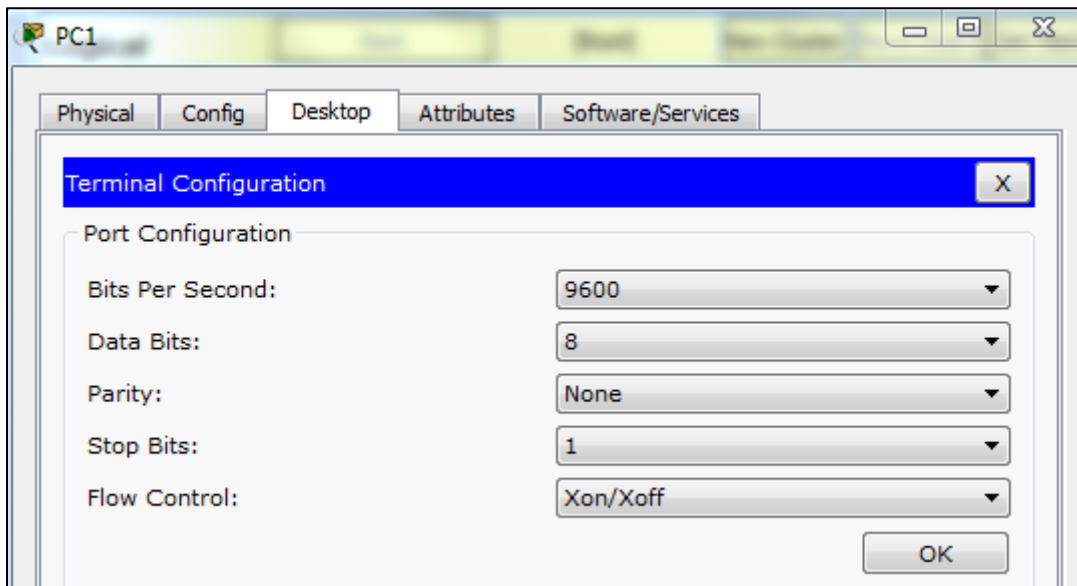 PC1
Physical Config Desktop Attributes Software/Services
Terminal Configuration X
Port Configuration
Bits Per Second: 9600
Data Bits: 8
Parity: None
Stop Bits: 1
Flow Control: Xon/Xoff
OK